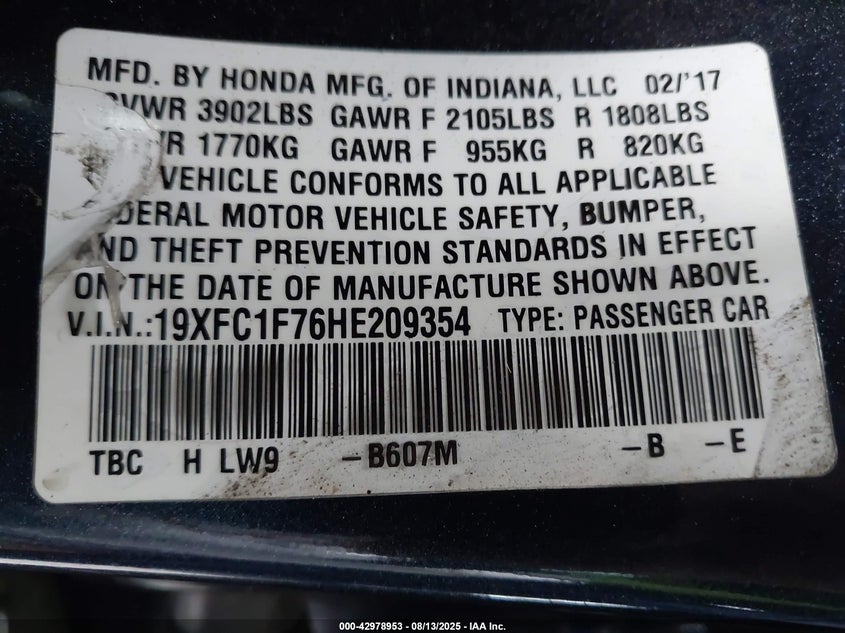 MFD. BY HONDA MFG. OF INDIANA, LLC 02/'17
GVWR 3902LBS GAWR F 2105LBS R 1808LBS
1770KG GAWR F 955KG R 820KG
VEHICLE CONFORMS TO ALL APPLICABLE
FEDERAL MOTOR VEHICLE SAFETY, BUMPER,
AND THEFT PREVENTION STANDARDS IN EFFECT
ON THE DATE OF MANUFACTURE SHOWN ABOVE.
V.I.N.:19XFC1F76HE209354 TYPE: PASSENGER CAR
TBC H LW9 -B607M -B -E
000-42978953 - 08/13/2025 - IAA Inc.